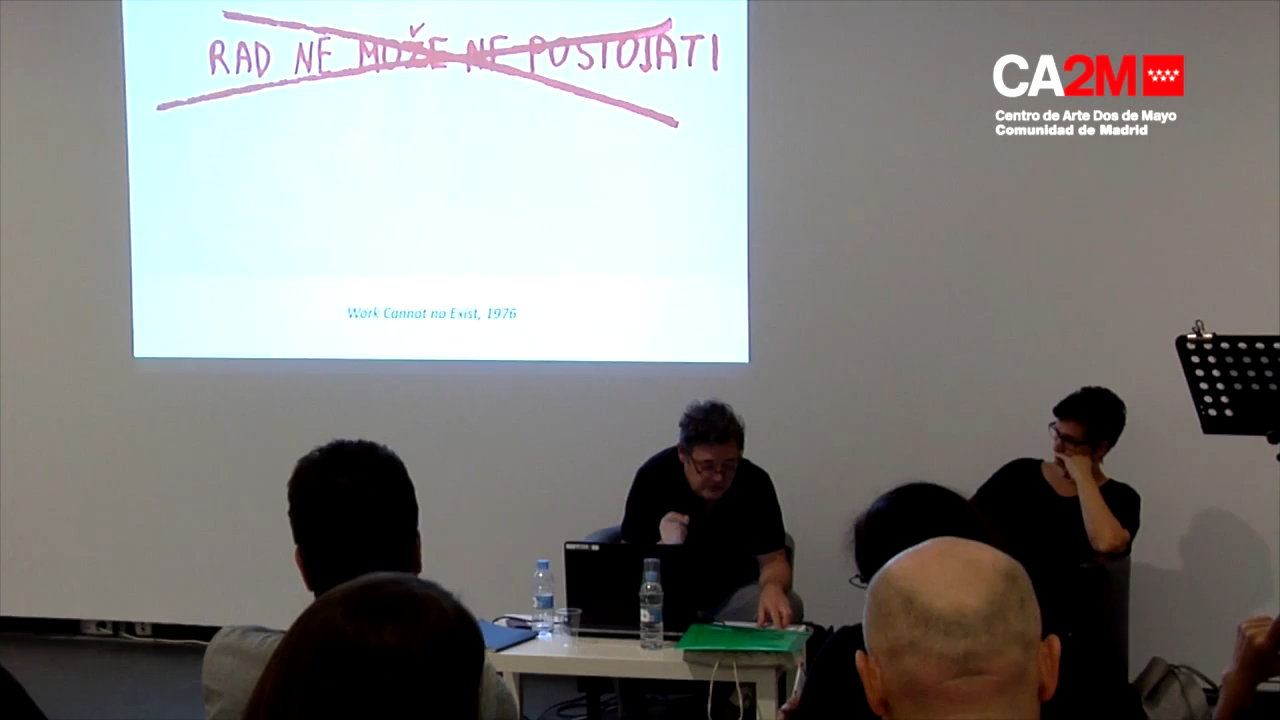 RAD NE MOŽE NE POSTOJATI
Work Cannot no Exist, 1976
CA2M
Centro de Arte Dos de Mayo
Comunidad de Madrid